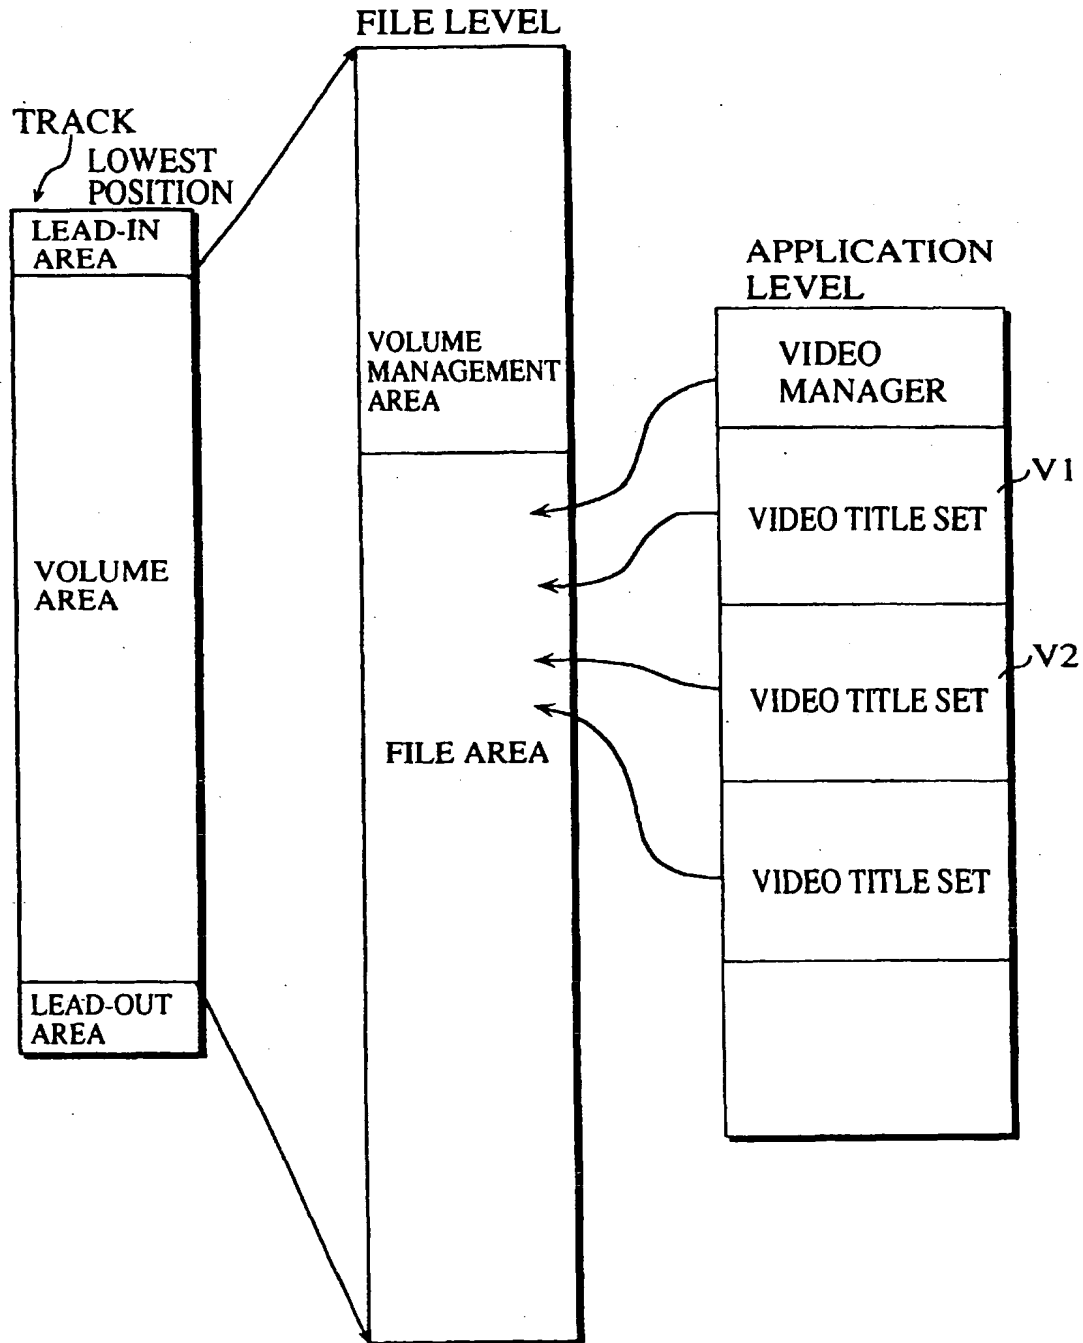 FILE LEVEL
TRACK
LOWEST
POSITION
LEAD-IN
AREA
VOLUME
AREA
LEAD-OUT
AREA
VOLUME
MANAGEMENT
AREA
FILE AREA
APPLICATION
LEVEL
VIDEO
MANAGER
V1
VIDEO TITLE SET
V2
VIDEO TITLE SET
VIDEO TITLE SET